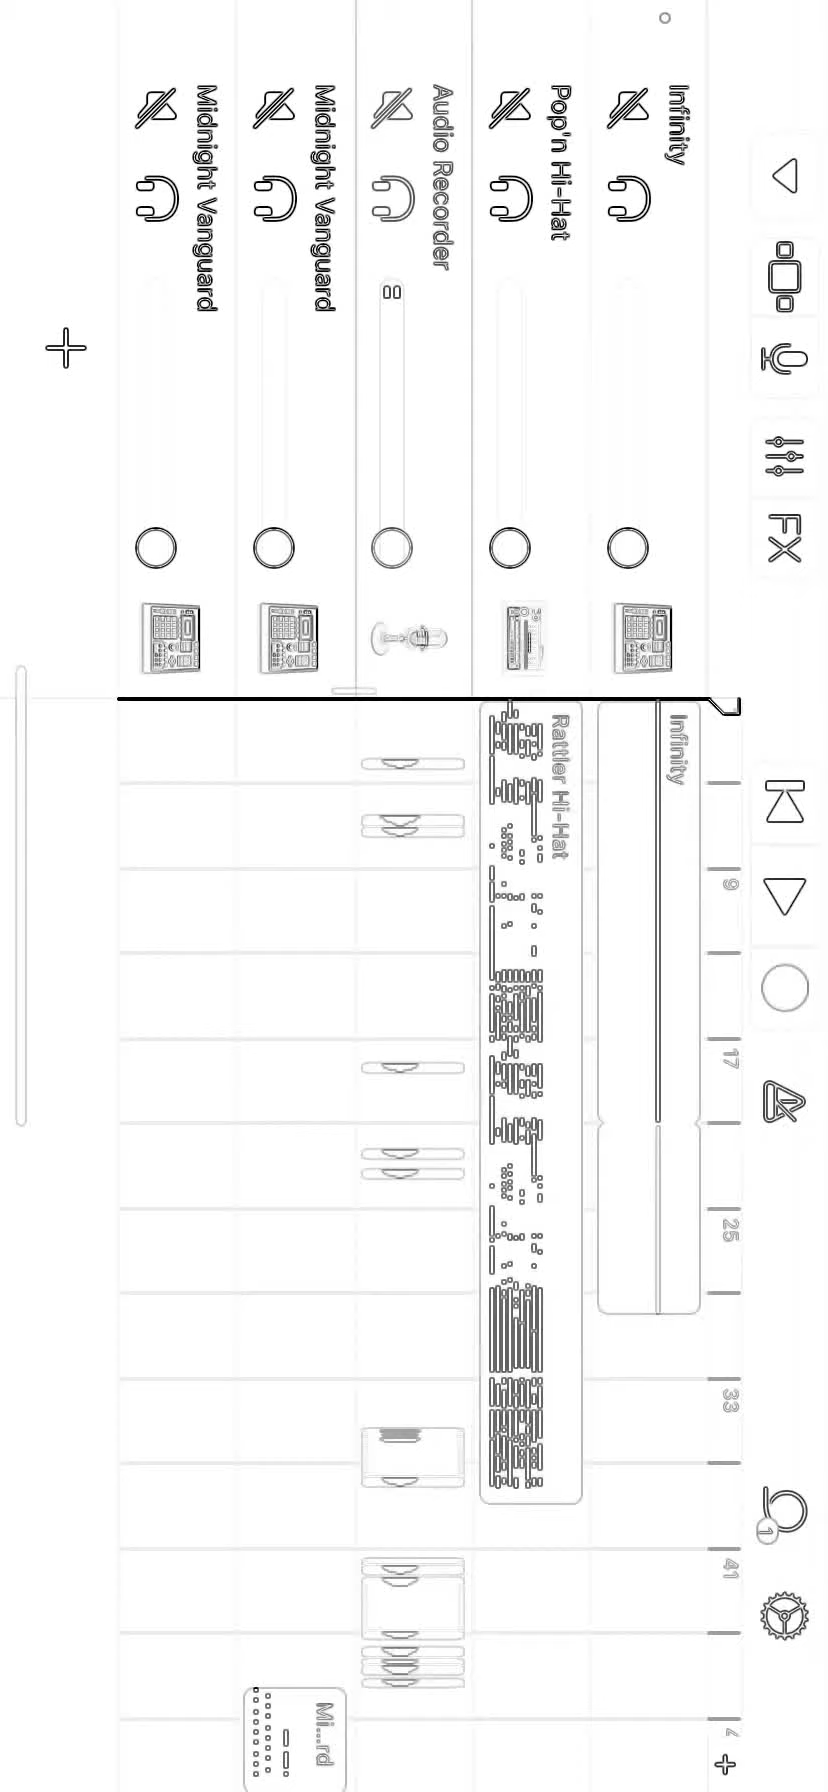 FX
1
9
17
25
33
41
Infinity
Infinity
Pop'n Hi-Hat
Rattler Hi-Hat
Audio Recorder
Midnight Vanguard
Mi...rd
Midnight Vanguard